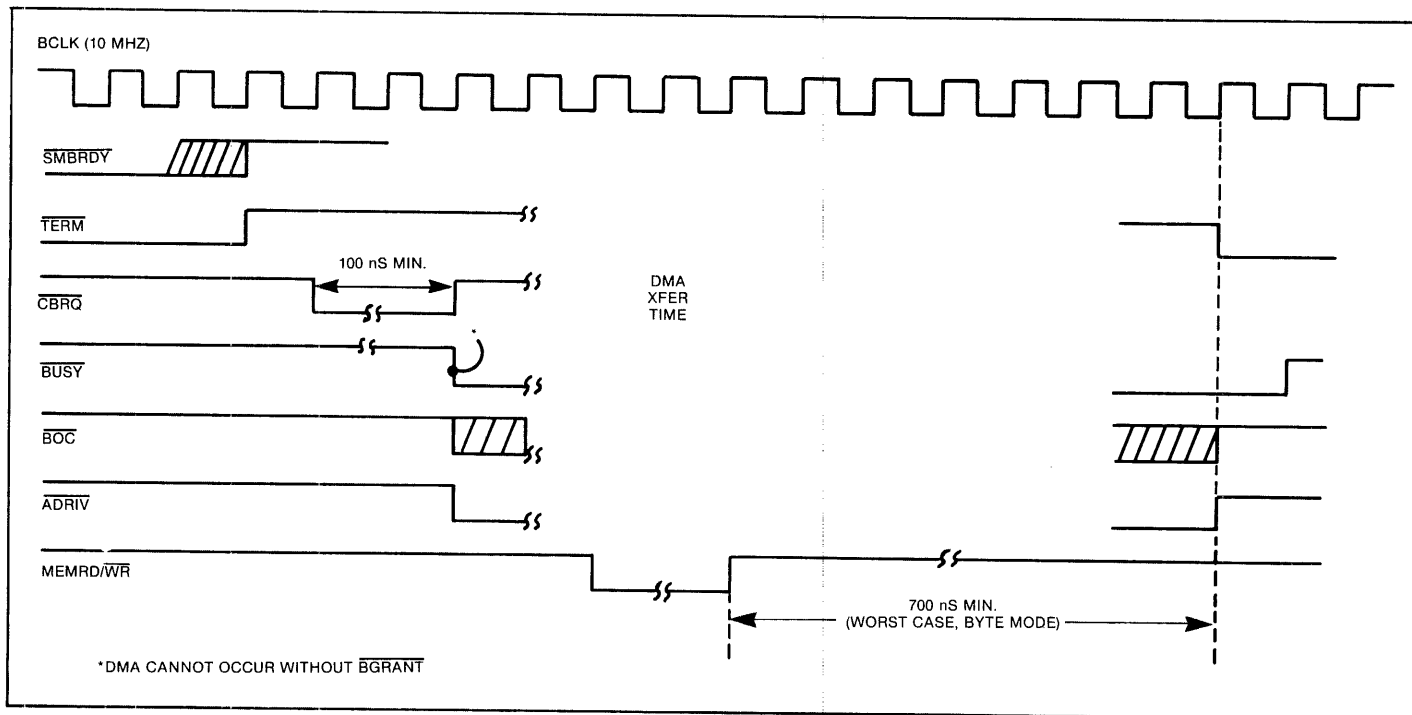 BCLK (10 MHZ)
SMBRDY
TERM
100 nS MIN.
CBRQ
DMA
XFER
TIME
BUSY
*
BOC
ADRIV
MEMRD/WR
700 nS MIN.
(WORST CASE, BYTE MODE)
*DMA CANNOT OCCUR WITHOUT BGRANT